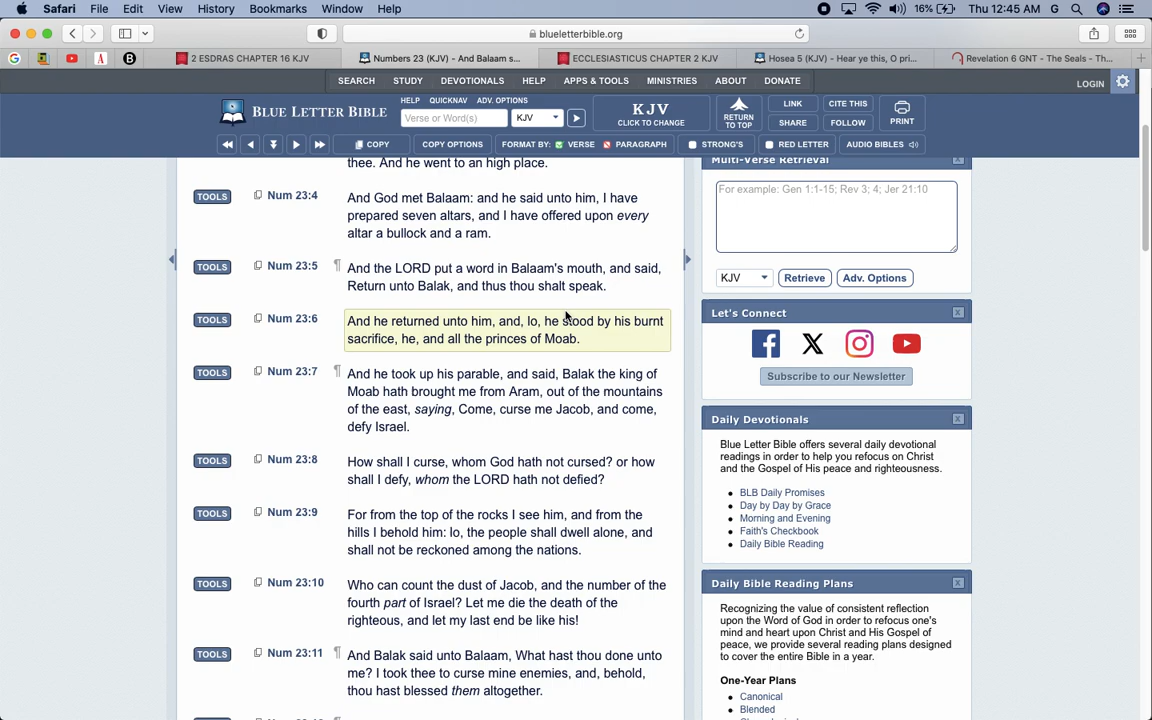 Safari File Edit View History Bookmarks Window Help 16% Thu 12:45 AM G
blueletterbible.org
2 ESDRAS CHAPTER 16 KJV Numbers 23 (KJV) - And Balaam s... ECCLESIASTICUS CHAPTER 2 KJV Hosea 5 (KJV) - Hear ye this, O pri... Revelation 6 GNT - The Seals - Th...
SEARCH STUDY DEVOTIONALS HELP APPS & TOOLS MINISTRIES ABOUT DONATE LOGIN
HELP QUICKNAV ADV. OPTIONS
BLUE LETTER BIBLE
Verse or Word(s) KJV
KJV
CLICK TO CHANGE
RETURN
TO TOP
LINK CITE THIS
SHARE FOLLOW
PRINT
COPY COPY OPTIONS FORMAT BY: VERSE PARAGRAPH STRONG'S RED LETTER AUDIO BIBLES
thee. And he went to an high place.
TOOLS Num 23:4 And God met Balaam: and he said unto him, I have
prepared seven altars, and I have offered upon every
altar a bullock and a ram.
TOOLS Num 23:5 ¶ And the LORD put a word in Balaam's mouth, and said,
Return unto Balak, and thus thou shalt speak.
TOOLS Num 23:6 And he returned unto him, and, lo, he stood by his burnt
sacrifice, he, and all the princes of Moab.
TOOLS Num 23:7 ¶ And he took up his parable, and said, Balak the king of
Moab hath brought me from Aram, out of the mountains
of the east, saying, Come, curse me Jacob, and come,
defy Israel.
TOOLS Num 23:8 How shall I curse, whom God hath not cursed? or how
shall I defy, whom the LORD hath not defied?
TOOLS Num 23:9 For from the top of the rocks I see him, and from the
hills I behold him: lo, the people shall dwell alone, and
shall not be reckoned among the nations.
TOOLS Num 23:10 Who can count the dust of Jacob, and the number of the
fourth part of Israel? Let me die the death of the
righteous, and let my last end be like his!
TOOLS Num 23:11 ¶ And Balak said unto Balaam, What hast thou done unto
me? I took thee to curse mine enemies, and, behold,
thou hast blessed them altogether.
Multi-Verse Retrieval
For example: Gen 1:1-15; Rev 3; 4; Jer 21:10
KJV Retrieve Adv. Options
Let's Connect
Subscribe to our Newsletter
Daily Devotionals
Blue Letter Bible offers several daily devotional
readings in order to help you refocus on Christ
and the Gospel of His peace and righteousness.
BLB Daily Promises
Day by Day by Grace
Morning and Evening
Faith's Checkbook
Daily Bible Reading
Daily Bible Reading Plans
Recognizing the value of consistent reflection
upon the Word of God in order to refocus one's
mind and heart upon Christ and His Gospel of
peace, we provide several reading plans designed
to cover the entire Bible in a year.
One-Year Plans
Canonical
Blended